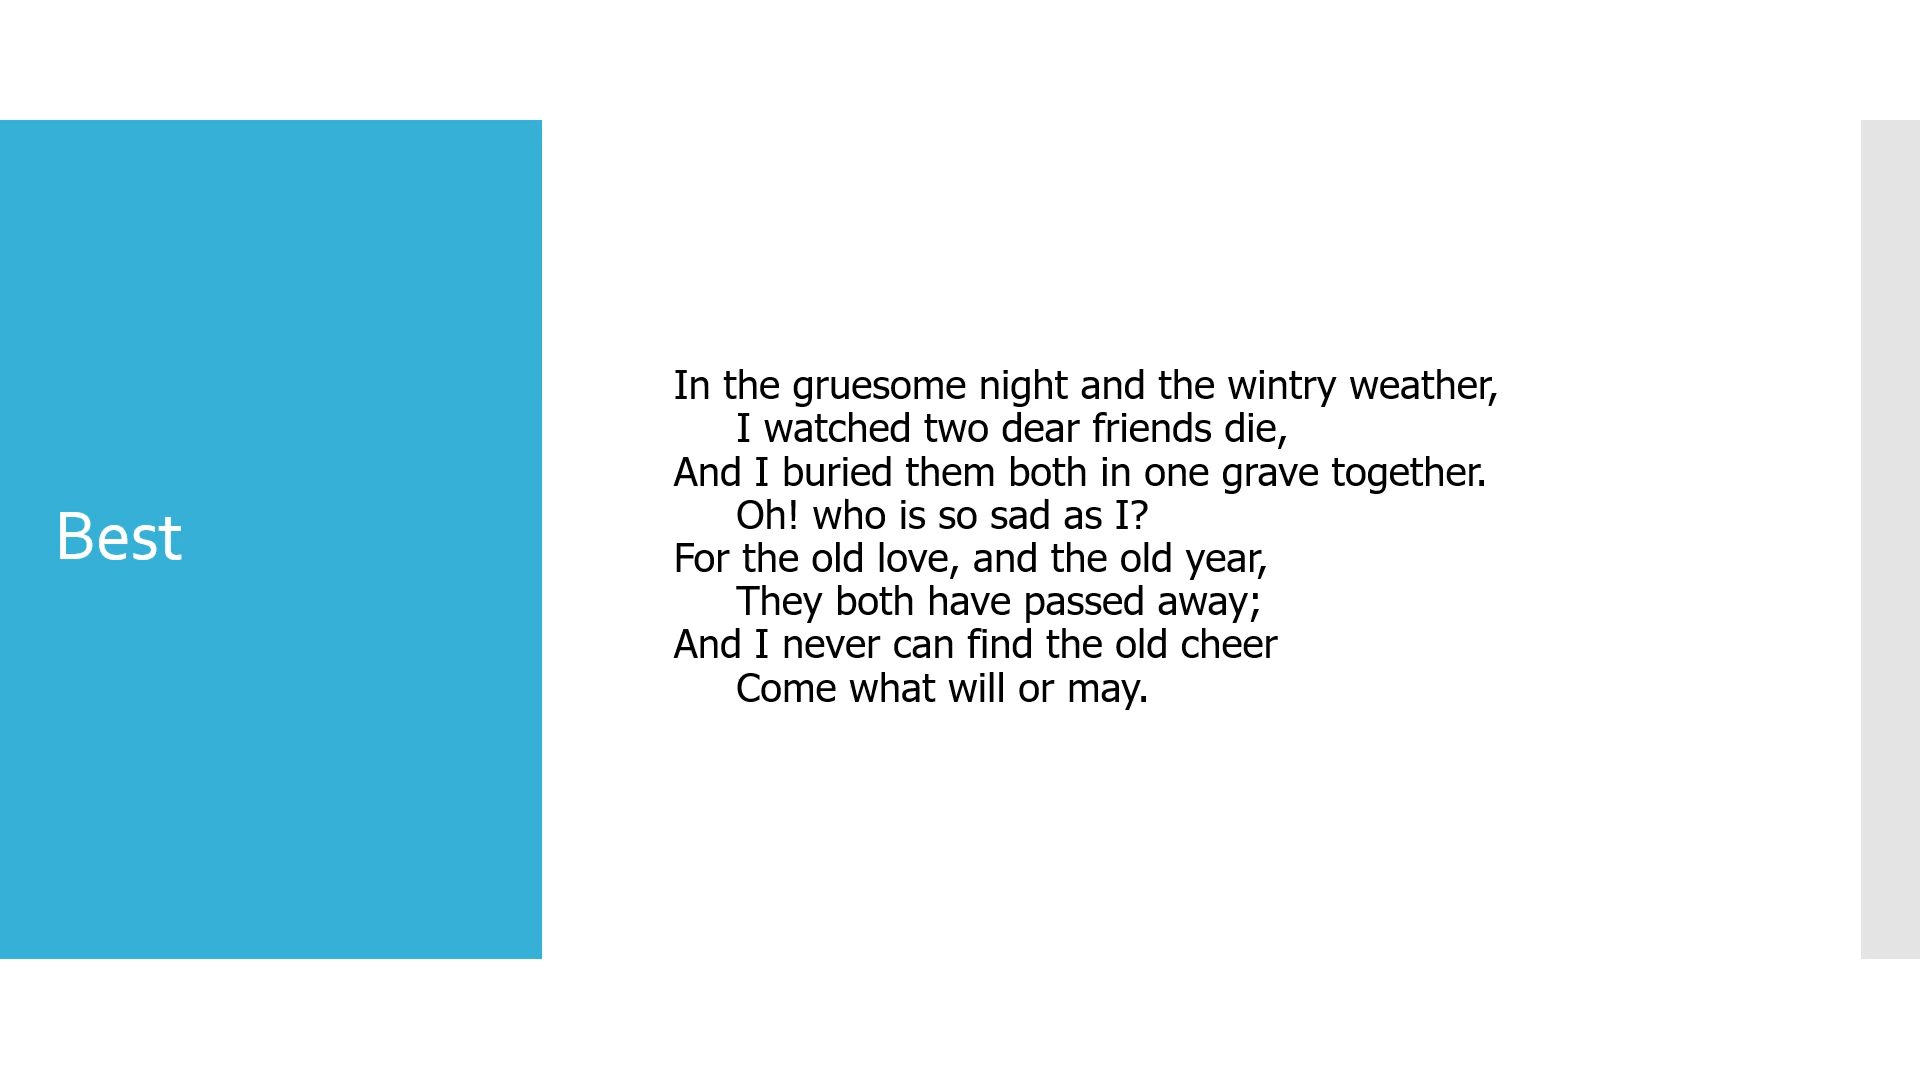 Best
In the gruesome night and the wintry weather,
I watched two dear friends die,
And I buried them both in one grave together.
Oh! who is so sad as I?
For the old love, and the old year,
They both have passed away;
And I never can find the old cheer
Come what will or may.